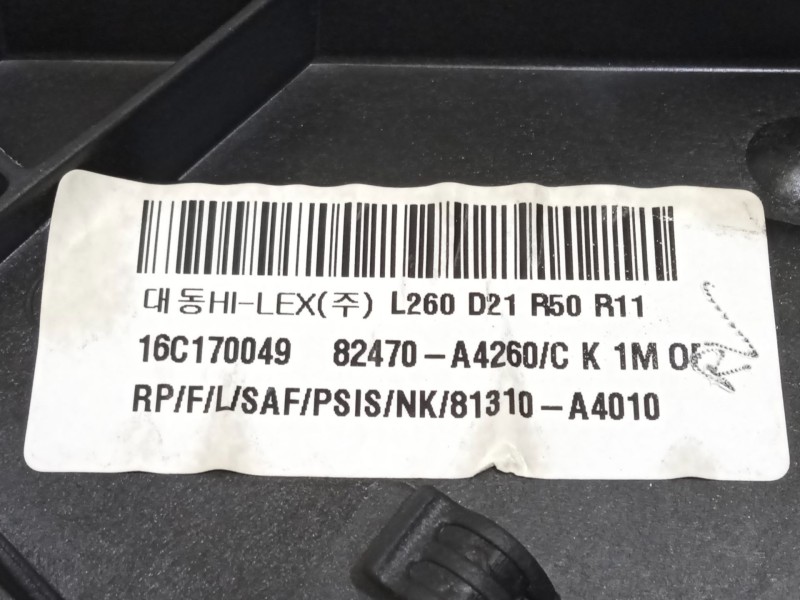 대동HI-LEX(주) L260 D21 R50 R11
16C170049 82470-A4260/C K 1M
RP/F/L/SAF/PSIS/NK/81310-A4010